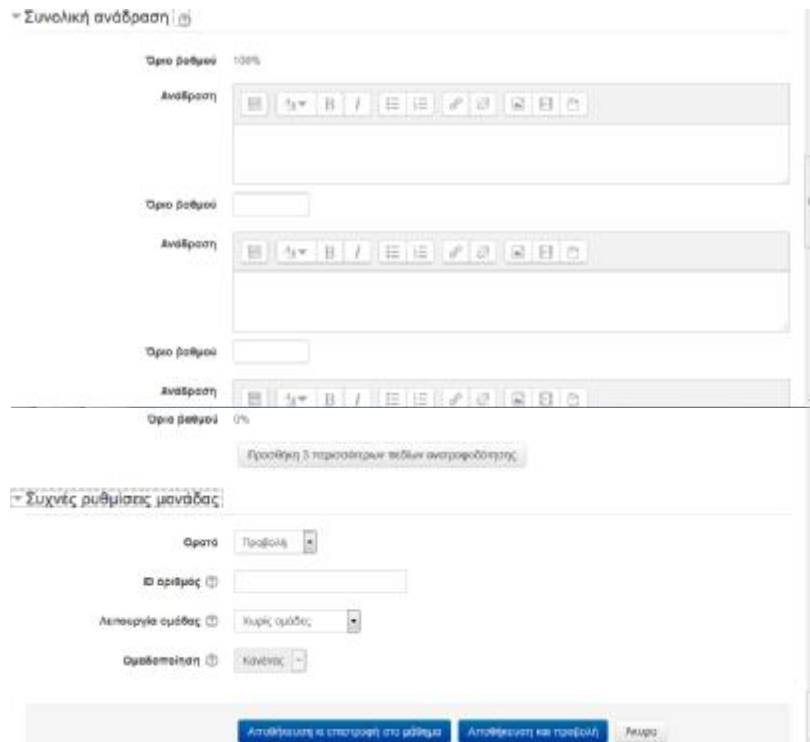 Συνολική ανάδραση
Όριο βαθμού 100%
Ανάδραση
B I
Όριο βαθμού
Ανάδραση
B I
Όριο βαθμού
Ανάδραση
B I
Όριο βαθμού 0%
Προσθήκη 3 περισσότερων πεδίων ανατροφοδότησης
Συχνές ρυθμίσεις μονάδας
Ορατό Προβολή
ID αριθμός
Λειτουργία ομάδας Χωρίς ομάδες
Ομαδοποίηση Κανένας
Αποθήκευση κι επιστροφή στο μάθημα Αποθήκευση και προβολή Άκυρο